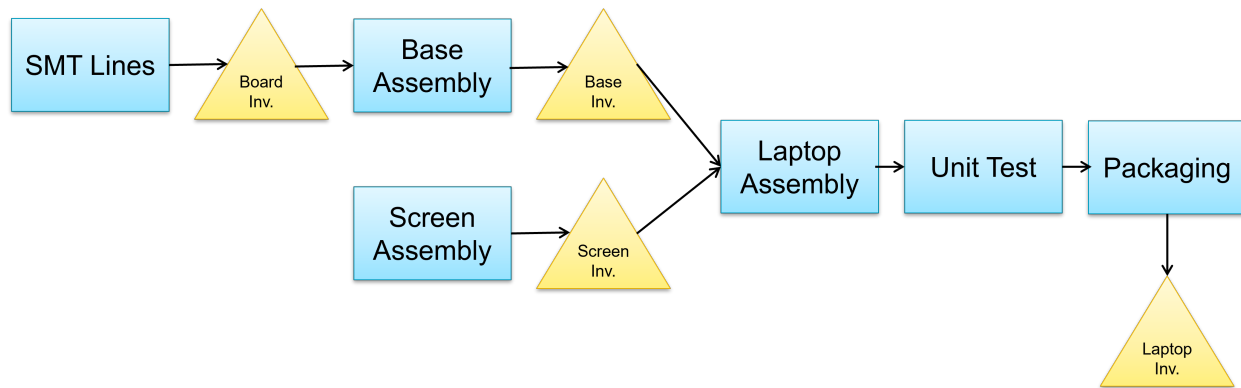 SMT Lines
Board
Inv.
Base
Assembly
Base
Inv.
Screen
Assembly
Screen
Inv.
Laptop
Assembly
Unit Test
Packaging
Laptop
Inv.